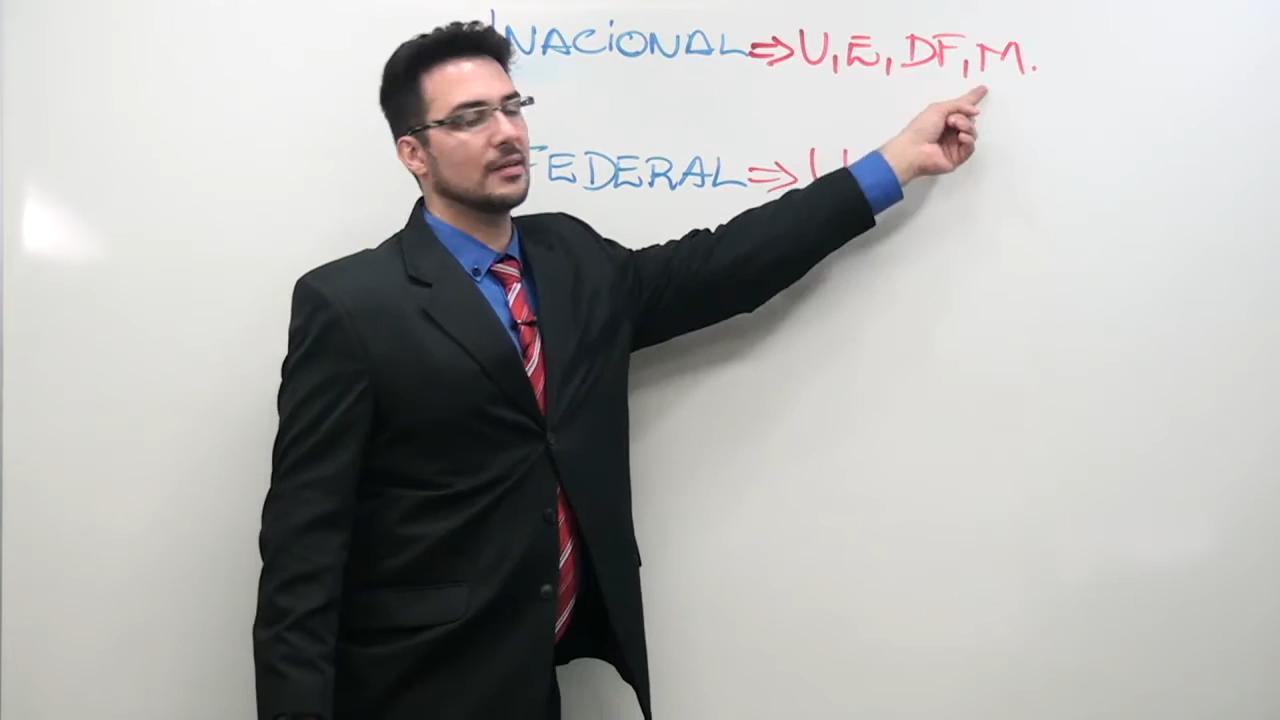 NACIONAL ⇒ U, E, DF, M.
FEDERAL ⇒